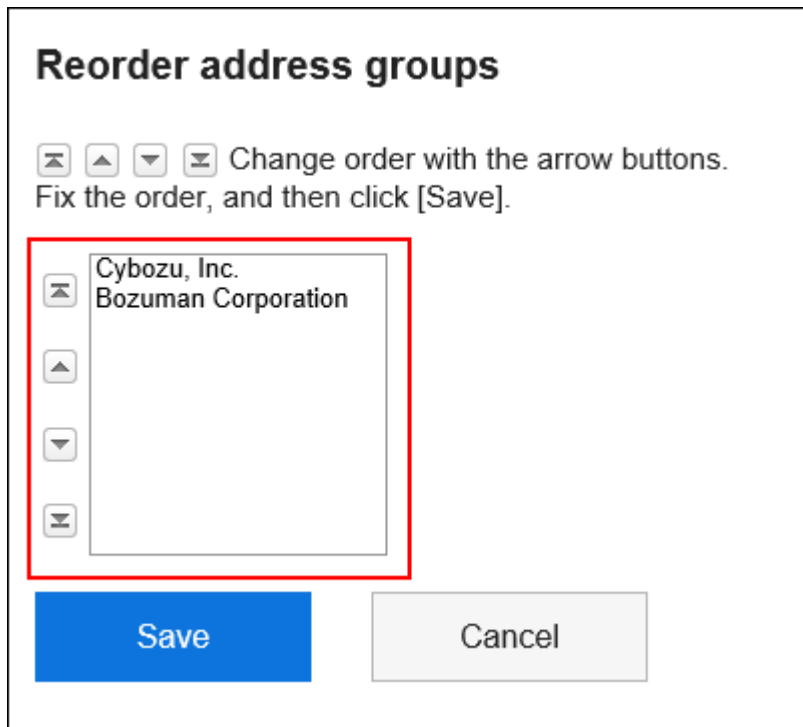 Reorder address groups
Change order with the arrow buttons.
Fix the order, and then click [Save].
Cybozu, Inc.
Bozuman Corporation
Save
Cancel